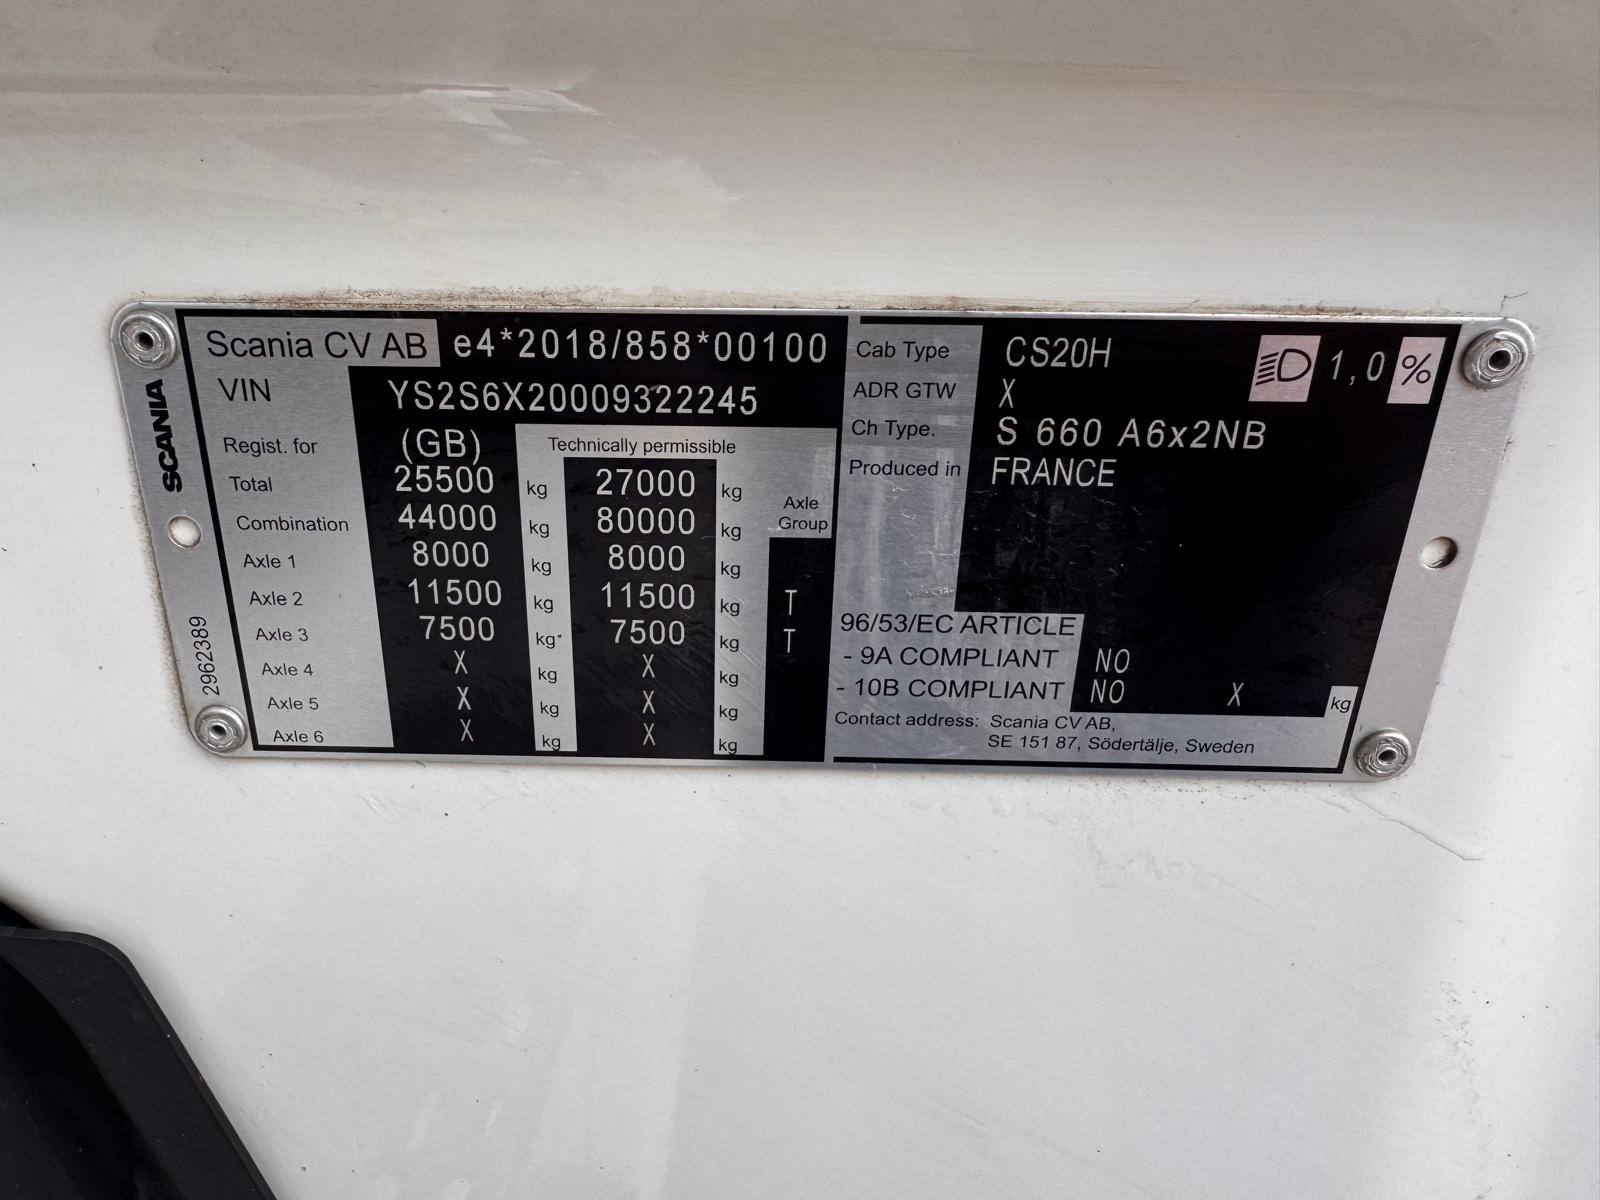 Scania CV AB e4*2018/858*00100
VIN YS2S6X20009322245
Regist. for (GB) Technically permissible
Total 25500 kg 27000 kg Axle
Combination 44000 kg 80000 kg Group
Axle 1 8000 kg 8000 kg
Axle 2 11500 kg 11500 kg T
Axle 3 7500 kg 7500 kg T
Axle 4 X kg X kg
Axle 5 X kg X kg
Axle 6 X kg X kg
SCANIA
2962389
Cab Type CS20H 1,0 %
ADR GTW X
Ch Type. S 660 A6x2NB
Produced in FRANCE
96/53/EC ARTICLE
- 9A COMPLIANT NO
- 10B COMPLIANT NO X kg
Contact address: Scania CV AB,
SE 151 87, Södertälje, Sweden